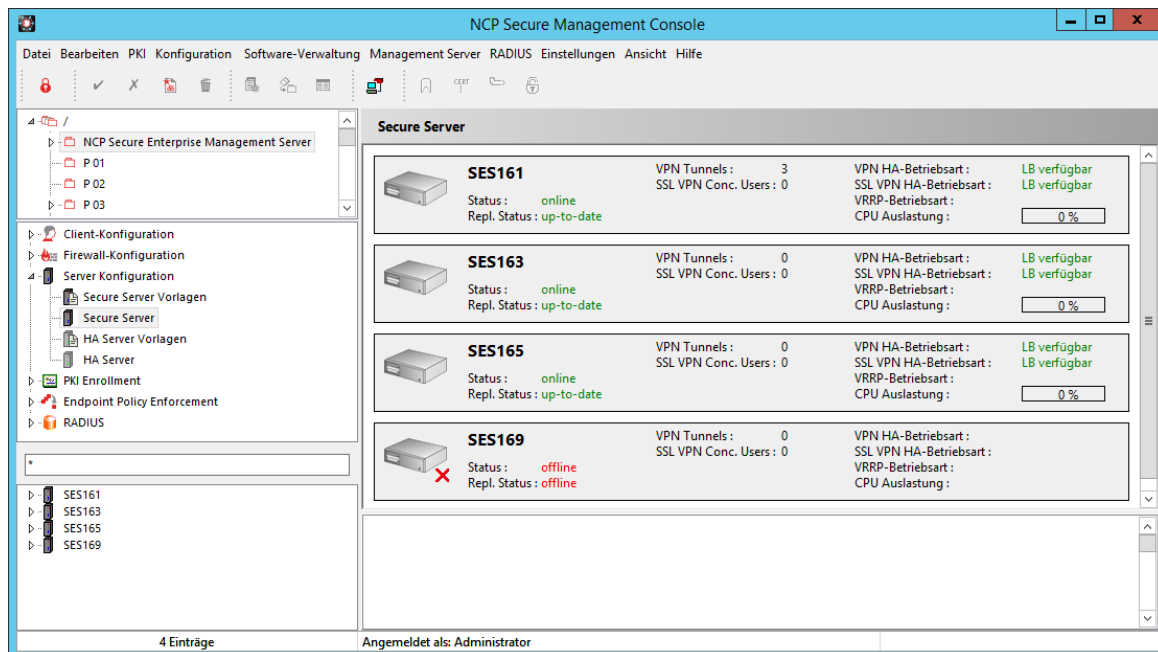 NCP Secure Management Console
Datei Bearbeiten PKI Konfiguration Software-Verwaltung Management Server RADIUS Einstellungen Ansicht Hilfe
CERT
/
NCP Secure Enterprise Management Server
P 01
P 02
P 03
Client-Konfiguration
Firewall-Konfiguration
Server Konfiguration
Secure Server Vorlagen
Secure Server
HA Server Vorlagen
HA Server
PKI Enrollment
Endpoint Policy Enforcement
RADIUS
*
SES161
SES163
SES165
SES169
Secure Server
SES161
Status : online
Repl. Status : up-to-date
VPN Tunnels : 3
SSL VPN Conc. Users : 0
VPN HA-Betriebsart : LB verfügbar
SSL VPN HA-Betriebsart : LB verfügbar
VRRP-Betriebsart :
CPU Auslastung : 0 %
SES163
Status : online
Repl. Status : up-to-date
VPN Tunnels : 0
SSL VPN Conc. Users : 0
VPN HA-Betriebsart : LB verfügbar
SSL VPN HA-Betriebsart : LB verfügbar
VRRP-Betriebsart :
CPU Auslastung : 0 %
SES165
Status : online
Repl. Status : up-to-date
VPN Tunnels : 0
SSL VPN Conc. Users : 0
VPN HA-Betriebsart : LB verfügbar
SSL VPN HA-Betriebsart : LB verfügbar
VRRP-Betriebsart :
CPU Auslastung : 0 %
SES169
Status : offline
Repl. Status : offline
VPN Tunnels : 0
SSL VPN Conc. Users : 0
VPN HA-Betriebsart :
SSL VPN HA-Betriebsart :
VRRP-Betriebsart :
CPU Auslastung :
4 Einträge
Angemeldet als: Administrator